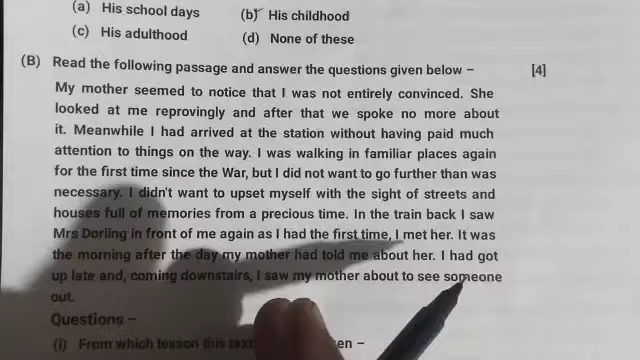 (a) His school days (b) His childhood
(c) His adulthood (d) None of these
(B) Read the following passage and answer the questions given below – [4]
My mother seemed to notice that I was not entirely convinced. She
looked at me reprovingly and after that we spoke no more about
it. Meanwhile I had arrived at the station without having paid much
attention to things on the way. I was walking in familiar places again
for the first time since the War, but I did not want to go further than was
necessary. I didn't want to upset myself with the sight of streets and
houses full of memories from a precious time. In the train back I saw
Mrs Dorling in front of me again as I had the first time, I met her. It was
the morning after the day my mother had told me about her. I had got
up late and, coming downstairs, I saw my mother about to see someone
out.
Questions –
(i) From which lesson this en –